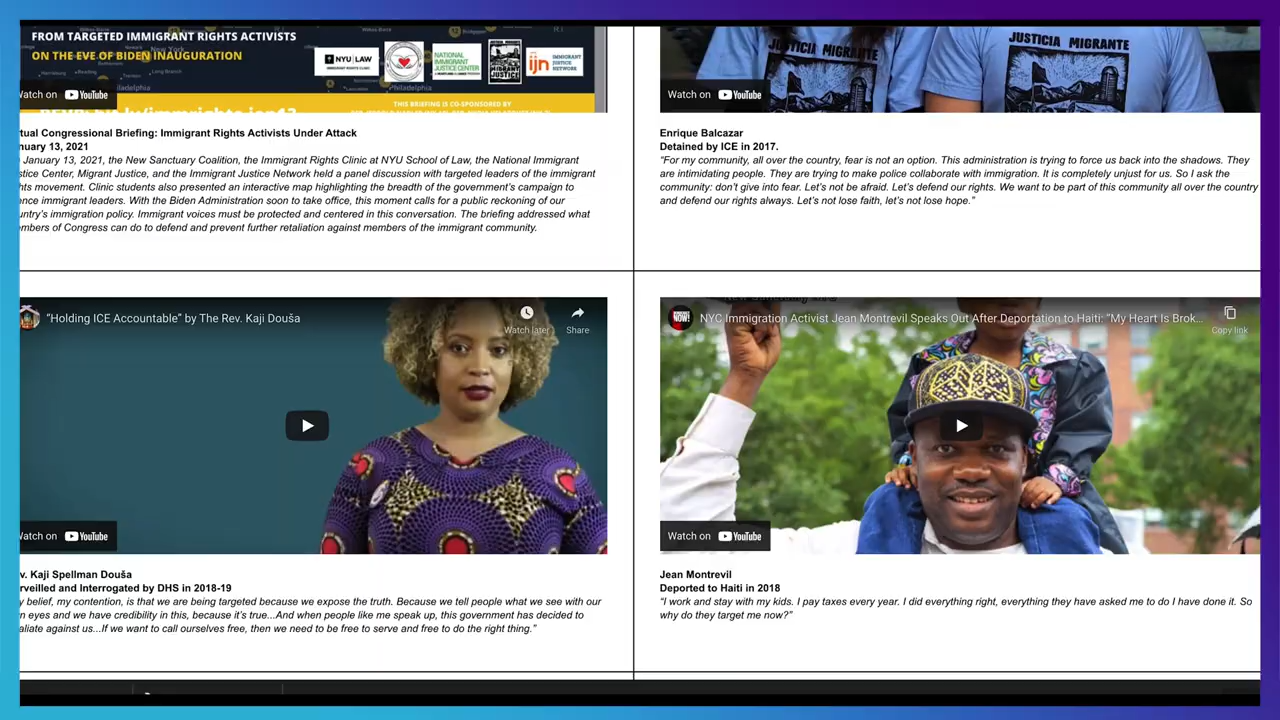 FROM TARGETED IMMIGRANT RIGHTS ACTIVISTS
ON THE EVE OF BIDEN INAUGURATION
NYU LAW
NATIONAL IMMIGRANT JUSTICE CENTER
MIGRANT JUSTICE
ijn IMMIGRANT JUSTICE NETWORK
Watch on YouTube
THIS BRIEFING IS CO-SPONSORED BY
rtual Congressional Briefing: Immigrant Rights Activists Under Attack
nuary 13, 2021
January 13, 2021, the New Sanctuary Coalition, the Immigrant Rights Clinic at NYU School of Law, the National Immigrant
stice Center, Migrant Justice, and the Immigrant Justice Network held a panel discussion with targeted leaders of the immigrant
hts movement. Clinic students also presented an interactive map highlighting the breadth of the government's campaign to
nce immigrant leaders. With the Biden Administration soon to take office, this moment calls for a public reckoning of our
untry's immigration policy. Immigrant voices must be protected and centered in this conversation. The briefing addressed what
mbers of Congress can do to defend and prevent further retaliation against members of the immigrant community.
JUSTICIA MIGRANTE
JUSTICIA MIGRANTE
Watch on YouTube
Enrique Balcazar
Detained by ICE in 2017.
“For my community, all over the country, fear is not an option. This administration is trying to force us back into the shadows. They
are intimidating people. They are trying to make police collaborate with immigration. It is completely unjust for us. So I ask the
community: don’t give into fear. Let’s not be afraid. Let’s defend our rights. We want to be part of this community all over the country
and defend our rights always. Let’s not lose faith, let’s not lose hope.”
“Holding ICE Accountable” by The Rev. Kaji Douša
Watch later
Share
Watch on YouTube
v. Kaji Spellman Douša
rveilled and Interrogated by DHS in 2018-19
y belief, my contention, is that we are being targeted because we expose the truth. Because we tell people what we see with our
n eyes and we have credibility in this, because it’s true...And when people like me speak up, this government has decided to
aliate against us...If we want to call ourselves free, then we need to be free to serve and free to do the right thing.”
NYC Immigration Activist Jean Montrevil Speaks Out After Deportation to Haiti: “My Heart Is Brok...
Copy link
Watch on YouTube
Jean Montrevil
Deported to Haiti in 2018
“I work and stay with my kids. I pay taxes every year. I did everything right, everything they have asked me to do I have done it. So
why do they target me now?”